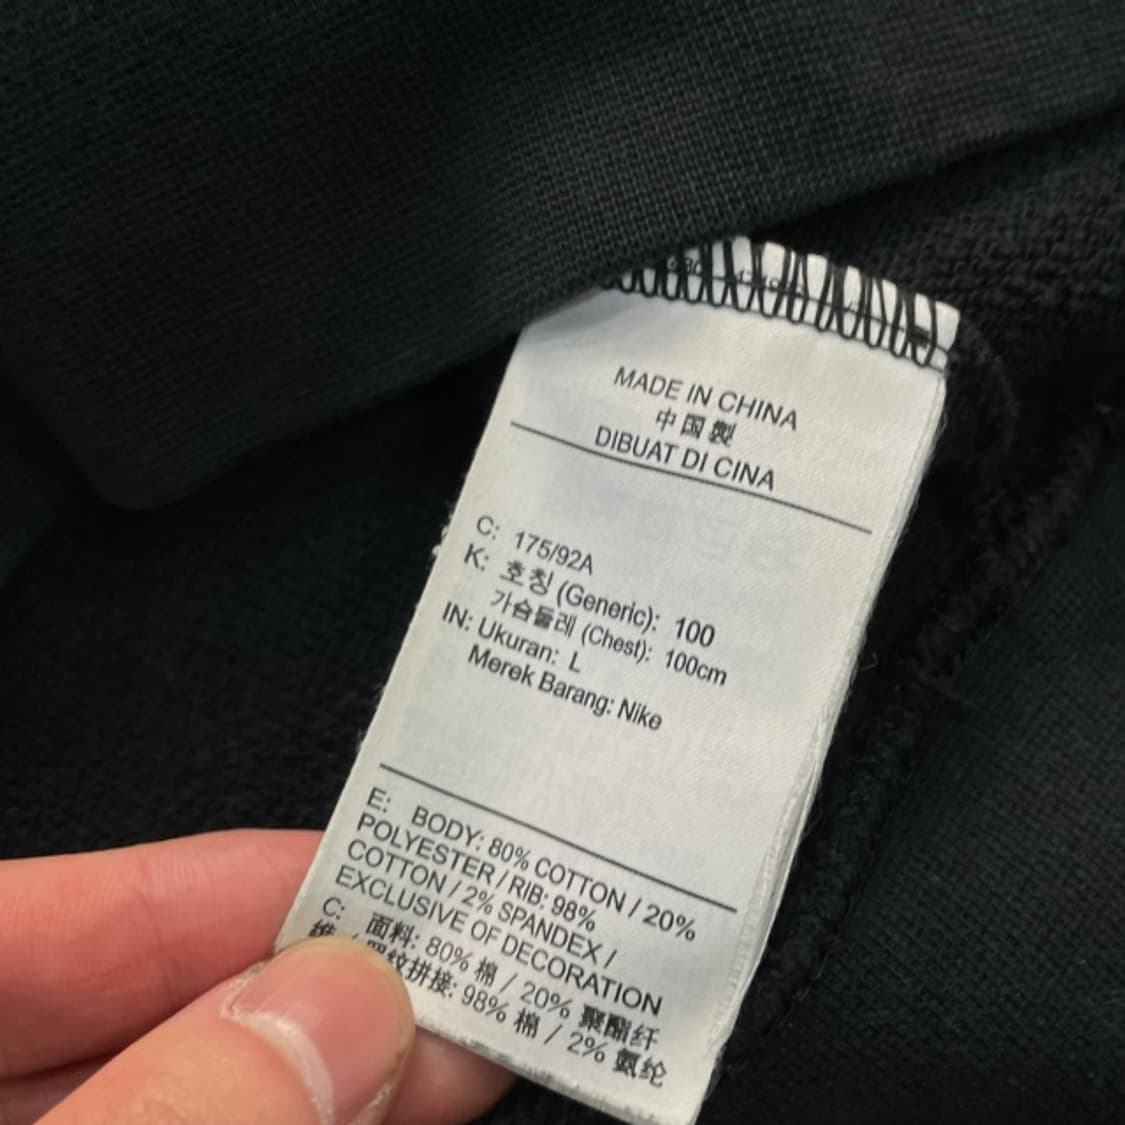 MADE IN CHINA
中国製
DIBUAT DI CINA
C: 175/92A
K: 호칭 (Generic): 100
가슴둘레 (Chest): 100cm
IN: Ukuran: L
Merek Barang: Nike
E: BODY: 80% COTTON / 20%
POLYESTER / RIB: 98%
COTTON / 2% SPANDEX /
EXCLUSIVE OF DECORATION
C: 面料: 80% 棉 / 20% 聚酯纤
维 / 罗纹拼接: 98% 棉 / 2% 氨纶